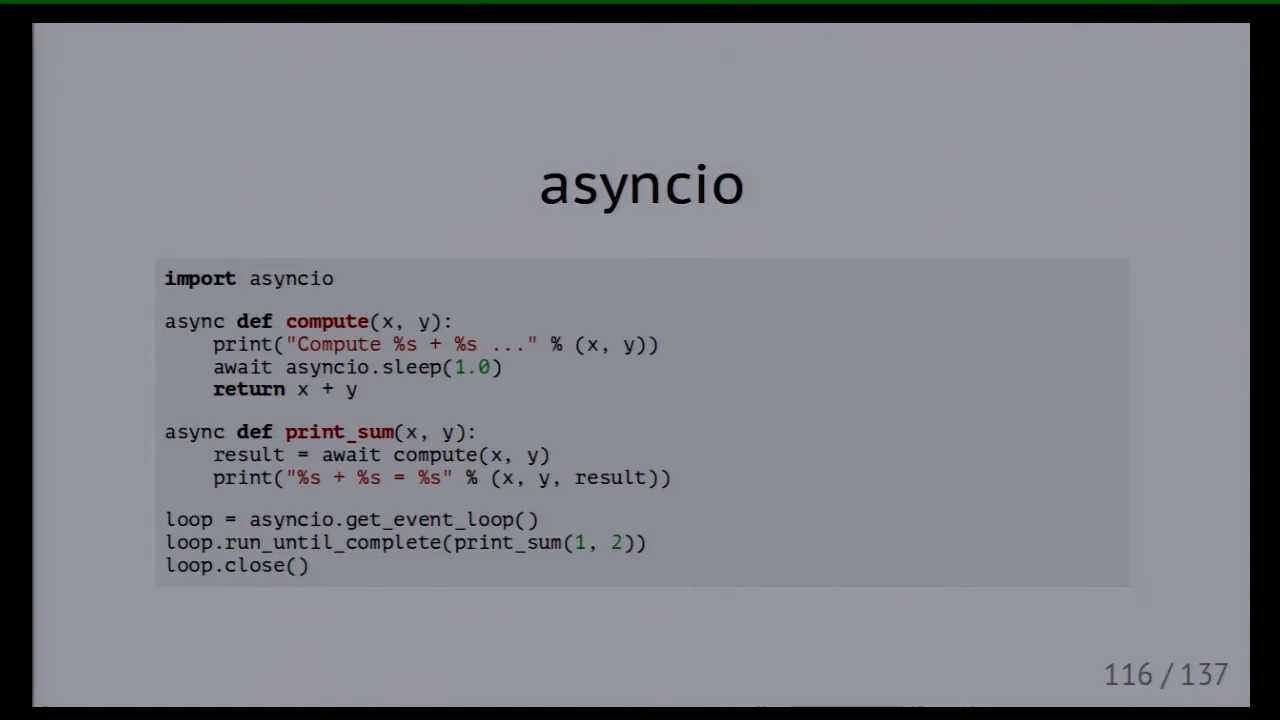 asyncio
import asyncio
async def compute(x, y):
    print("Compute %s + %s ..." % (x, y))
    await asyncio.sleep(1.0)
    return x + y
async def print_sum(x, y):
    result = await compute(x, y)
    print("%s + %s = %s" % (x, y, result))
loop = asyncio.get_event_loop()
loop.run_until_complete(print_sum(1, 2))
loop.close()
116 / 137